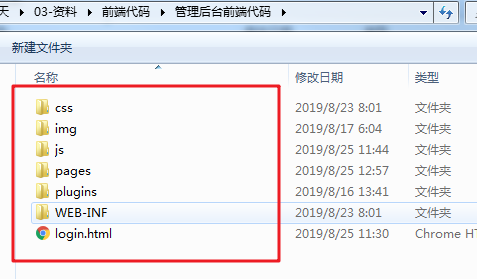 天 ▸ 03-资料 ▸ 前端代码 ▸ 管理后台前端代码 ▸
新建文件夹
名称 修改日期 类型
css 2019/8/23 8:01 文件夹
img 2019/8/17 6:04 文件夹
js 2019/8/25 11:44 文件夹
pages 2019/8/25 12:57 文件夹
plugins 2019/8/16 13:41 文件夹
WEB-INF 2019/8/23 8:01 文件夹
login.html 2019/8/25 11:30 Chrome